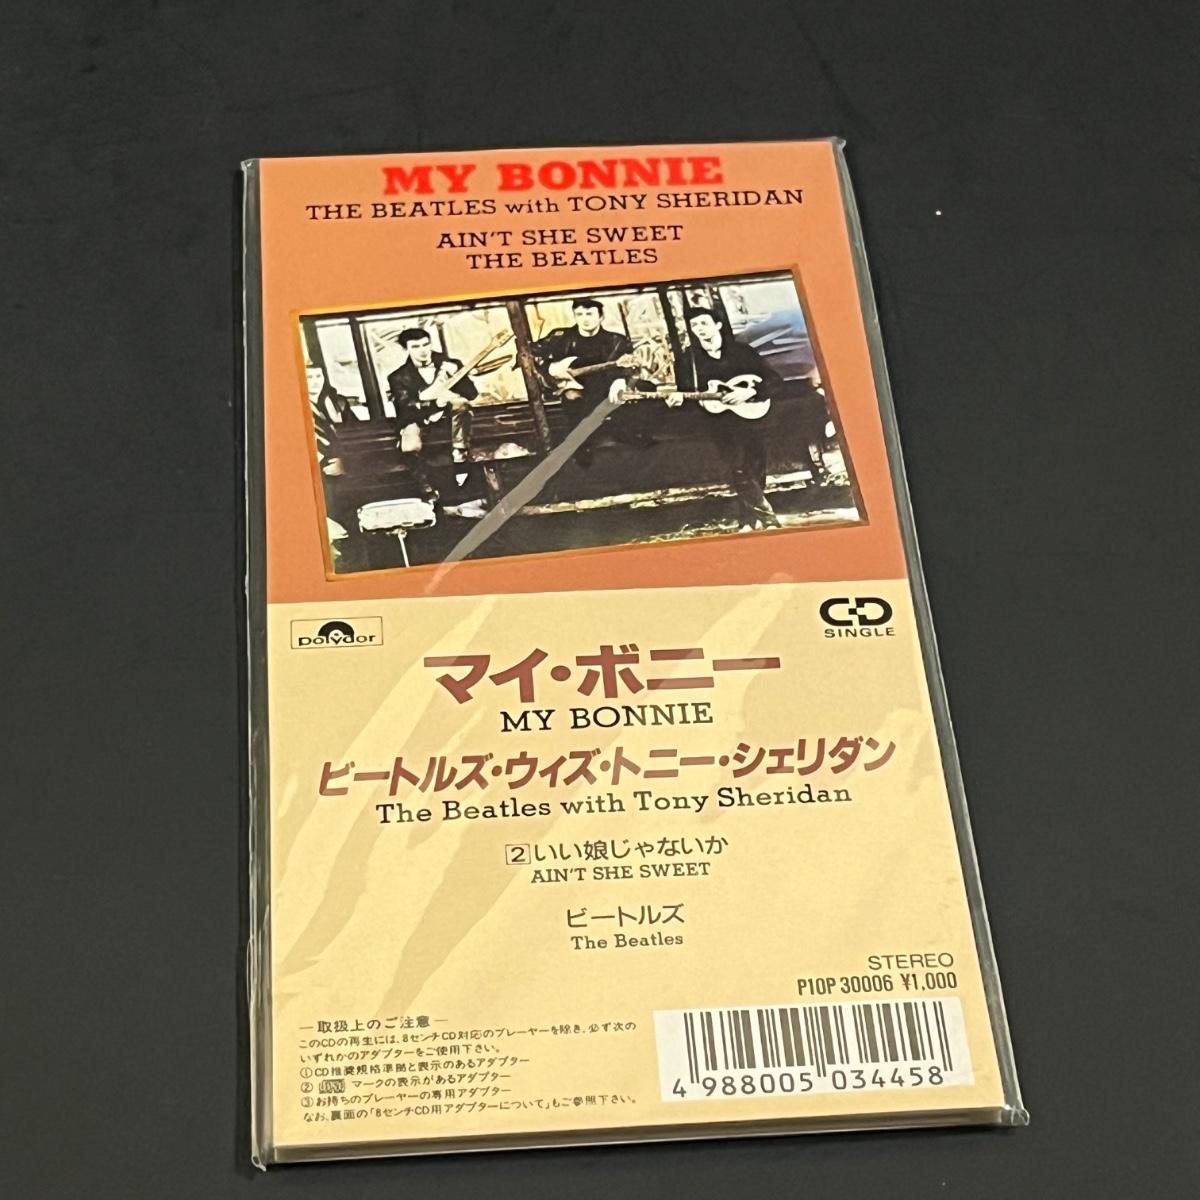 MY BONNIE
THE BEATLES with TONY SHERIDAN
AIN'T SHE SWEET
THE BEATLES
Polydor
CD
SINGLE
マイ・ボニー
MY BONNIE
ビートルズ・ウィズ・トニー・シェリダン
The Beatles with Tony Sheridan
2 いい娘じゃないか
AIN'T SHE SWEET
ビートルズ
The Beatles
STEREO
P10P 30006 ¥1,000
―取扱上のご注意―
このCDの再生には、8センチCD対応のプレーヤーを除き、必ず次の
いずれかのアダプターをご使用下さい。
①CD推奨規格準拠と表示のあるアダプター
② マークの表示があるアダプター
③お持ちのプレーヤーの専用アダプター
なお、裏面の「8センチCD用アダプターについて」もご参照下さい。
4 988005 034458